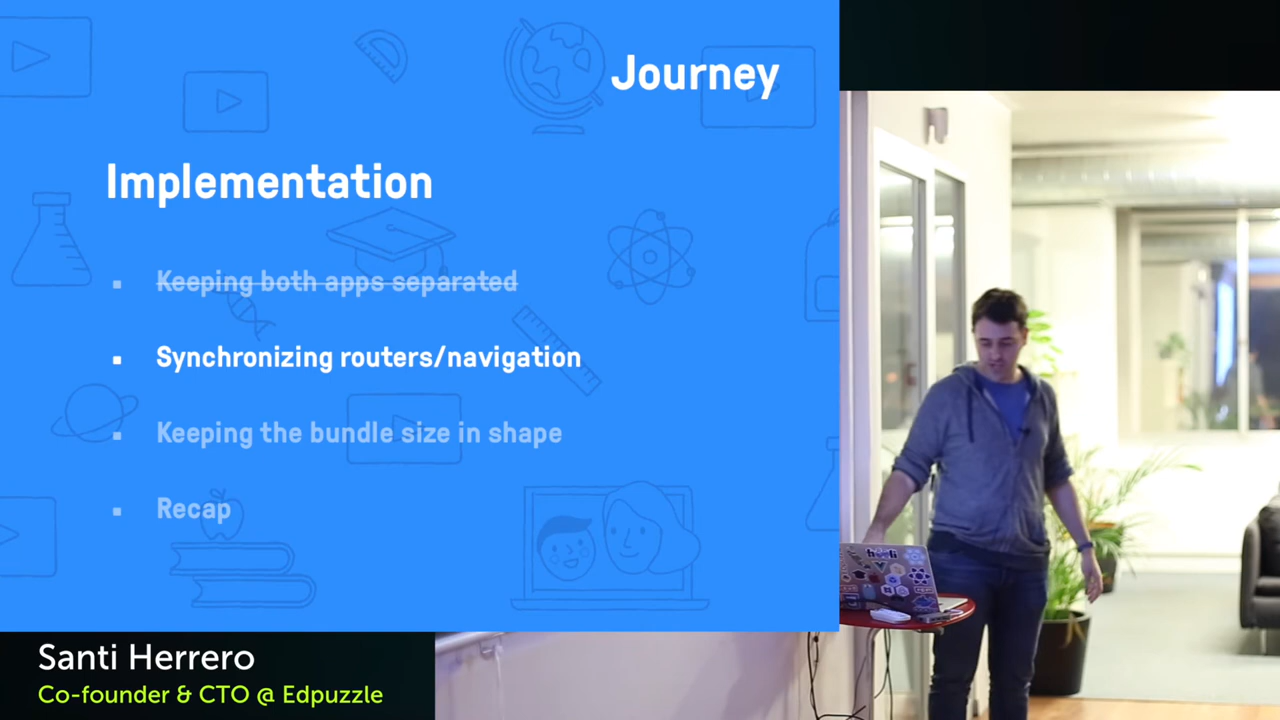 Journey
Implementation
Keeping both apps separated
Synchronizing routers/navigation
Keeping the bundle size in shape
Recap
Santi Herrero
Co-founder & CTO @ Edpuzzle